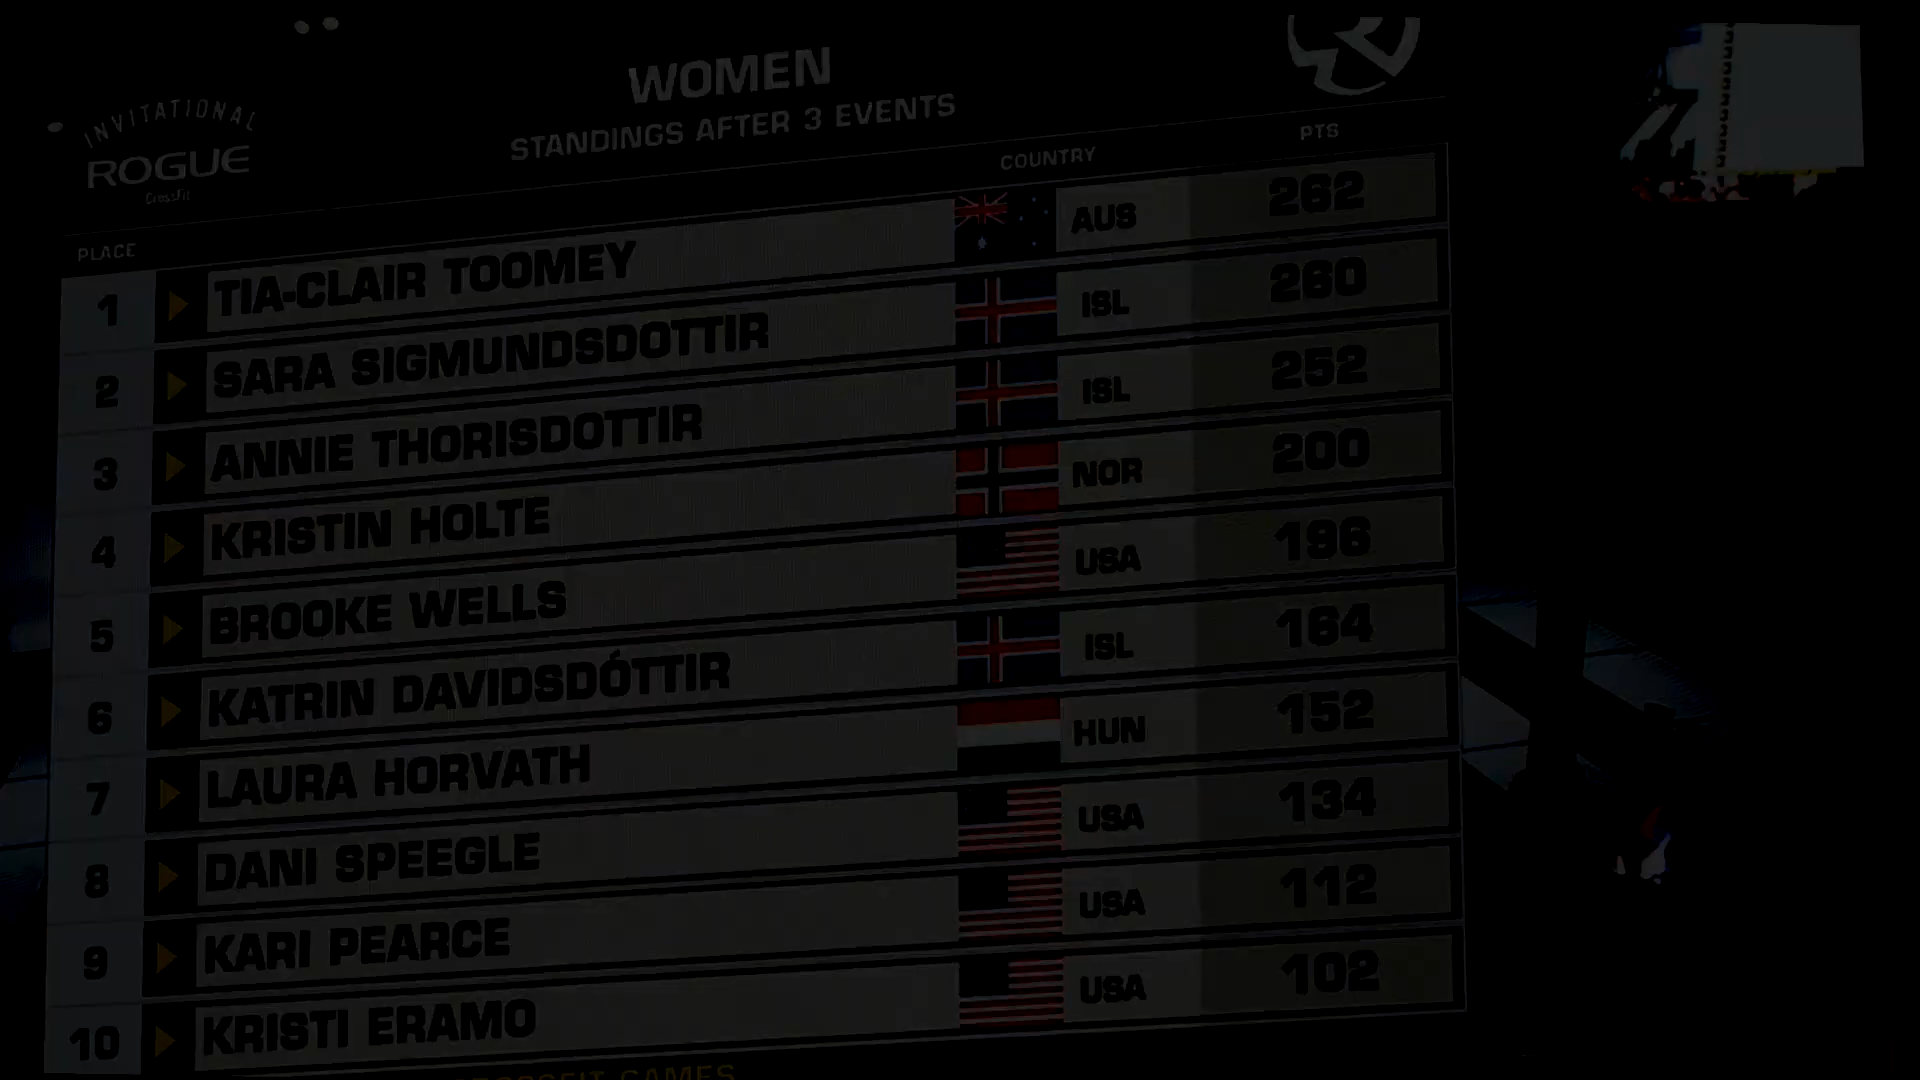 WOMEN
STANDINGS AFTER 3 EVENTS
INVITATIONAL
ROGUE
CrossFit
PLACE COUNTRY PTS
1 TIA-CLAIR TOOMEY AUS 262
2 SARA SIGMUNDSDOTTIR ISL 260
3 ANNIE THORISDOTTIR ISL 252
4 KRISTIN HOLTE NOR 200
5 BROOKE WELLS USA 196
6 KATRIN DAVIDSDÓTTIR ISL 164
7 LAURA HORVATH HUN 152
8 DANI SPEEGLE USA 134
9 KARI PEARCE USA 112
10 KRISTI ERAMO USA 102
GAMES